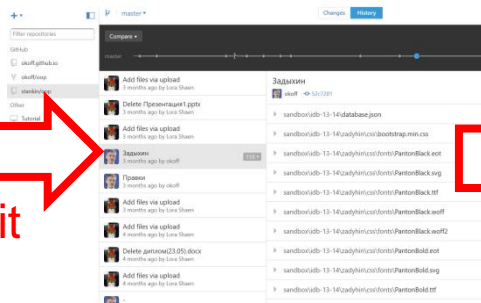 master
Changes History
Filter repositories
Compare
GitHub
master
okoff.github.io
okoff/oop
stankin/oop
Other
Tutorial
Add files via upload
3 months ago by Lora Shawn
Delete Презентация1.pptx
3 months ago by Lora Shawn
Add files via upload
3 months ago by Lora Shawn
Задыхин
3 months ago by okoff
Правки
3 months ago by okoff
Add files via upload
4 months ago by Lora Shawn
Add files via upload
4 months ago by Lora Shawn
Delete диплом(23.05).docx
4 months ago by Lora Shawn
Add files via upload
4 months ago by Lora Shawn
it
Задыхин
okoff
sandbox\idb-13-14\database.json
sandbox\idb-13-14\zadyhin\css\bootstrap.min.css
sandbox\idb-13-14\zadyhin\css\fonts\PantonBlack.eot
sandbox\idb-13-14\zadyhin\css\fonts\PantonBlack.svg
sandbox\idb-13-14\zadyhin\css\fonts\PantonBlack.ttf
sandbox\idb-13-14\zadyhin\css\fonts\PantonBlack.woff
sandbox\idb-13-14\zadyhin\css\fonts\PantonBlack.woff2
sandbox\idb-13-14\zadyhin\css\fonts\PantonBold.eot
sandbox\idb-13-14\zadyhin\css\fonts\PantonBold.svg
sandbox\idb-13-14\zadyhin\css\fonts\PantonBold.ttf